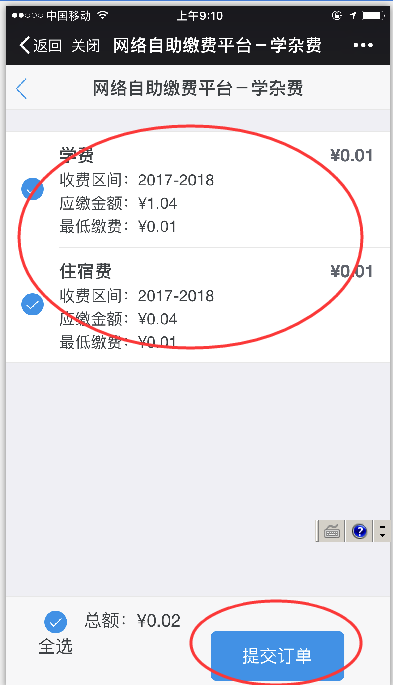 中国移动 上午9:10
返回 关闭 网络自助缴费平台-学杂费 •••
网络自助缴费平台-学杂费
学费 ¥0.01
收费区间：2017-2018
应缴金额：¥1.04
最低缴费：¥0.01
住宿费 ¥0.01
收费区间：2017-2018
应缴金额：¥0.04
最低缴费：¥0.01
?
总额：¥0.02
全选
提交订单